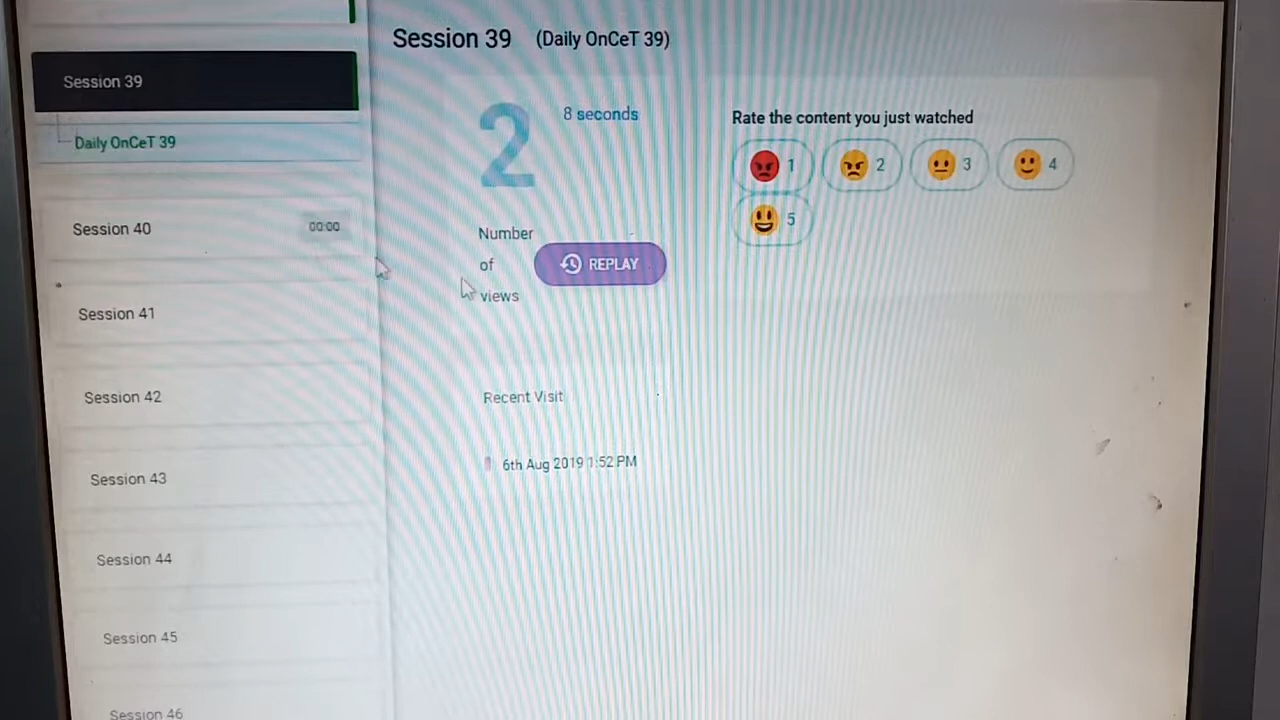 Session 39 (Daily OnCeT 39)
Session 39
Daily OnCeT 39
Session 40 00:00
Session 41
Session 42
Session 43
Session 44
Session 45
Session 46
2
8 seconds
Number
of
views
REPLAY
Rate the content you just watched
1 2 3 4
5
Recent Visit
6th Aug 2019 1:52 PM